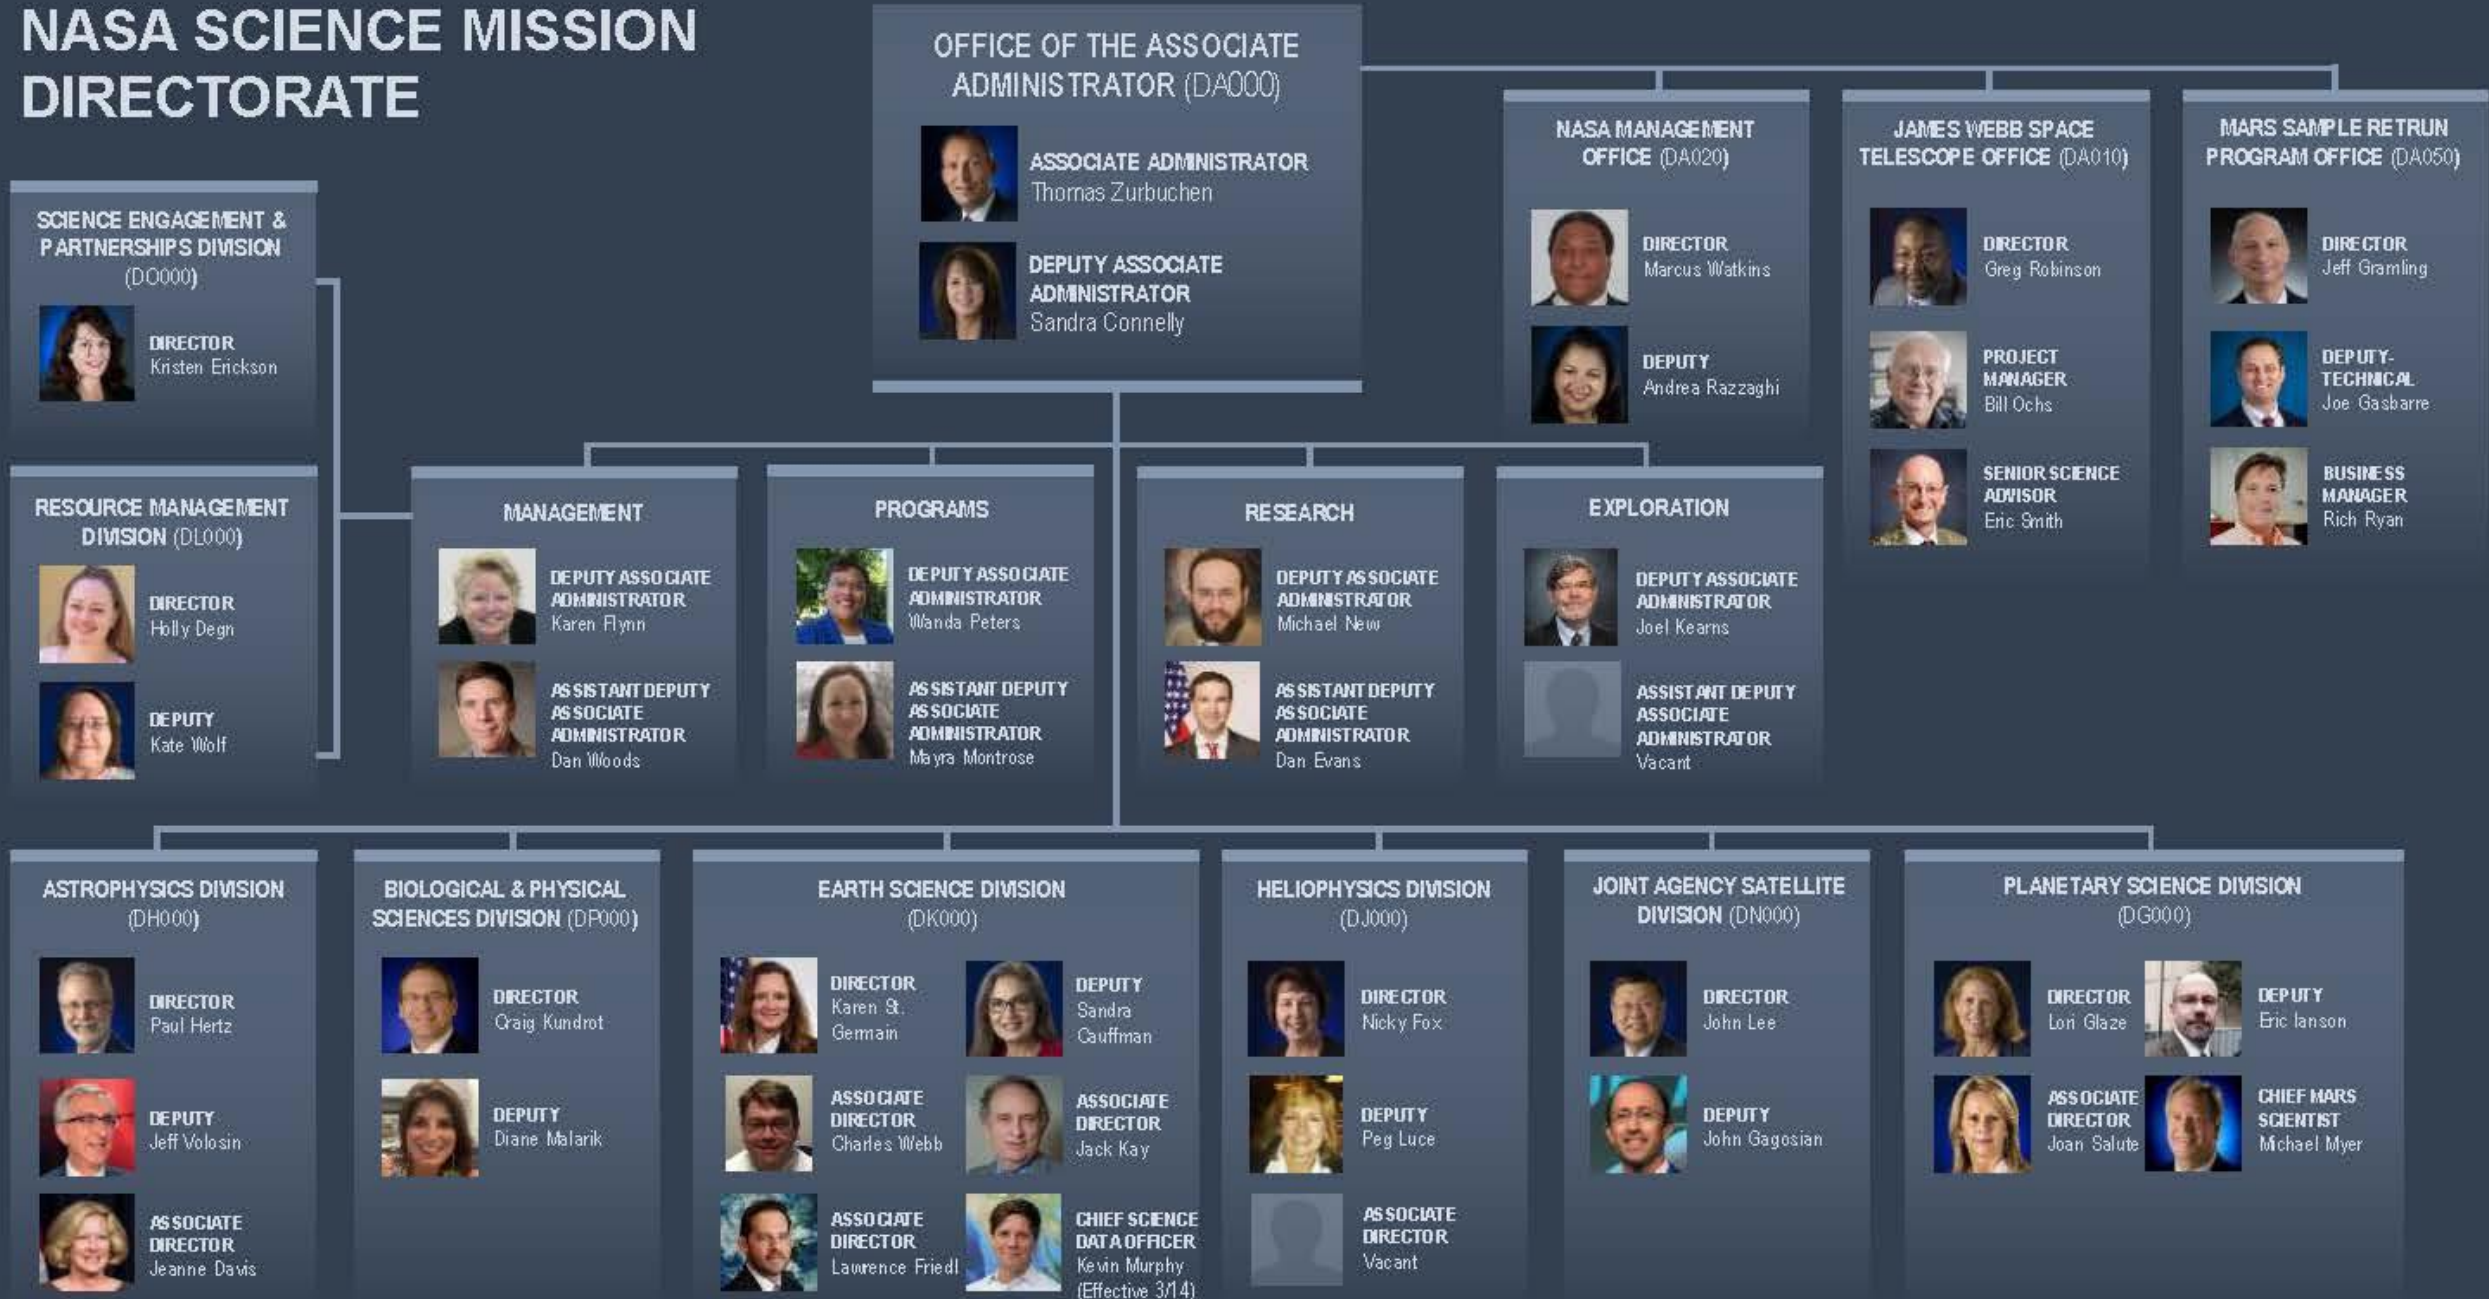 NASA SCIENCE MISSION
DIRECTORATE
OFFICE OF THE ASSOCIATE
ADMINISTRATOR (DA000)
ASSOCIATE ADMINISTRATOR
Thomas Zurbuchen
DEPUTY ASSOCIATE
ADMINISTRATOR
Sandra Connelly
NASA MANAGEMENT
OFFICE (DA020)
DIRECTOR
Marcus Watkins
DEPUTY
Andrea Razzaghi
JAMES WEBB SPACE
TELESCOPE OFFICE (DA010)
DIRECTOR
Greg Robinson
PROJECT
MANAGER
Bill Ochs
SENIOR SCIENCE
ADVISOR
Eric Smith
MARS SAMPLE RETRUN
PROGRAM OFFICE (DA050)
DIRECTOR
Jeff Gramling
DEPUTY-
TECHNICAL
Joe Gasbarre
BUSINESS
MANAGER
Rich Ryan
SCIENCE ENGAGEMENT &
PARTNERSHIPS DIVISION
(DO000)
DIRECTOR
Kristen Erickson
RESOURCE MANAGEMENT
DIVISION (DL000)
DIRECTOR
Holly Degn
DEPUTY
Kate Wolf
MANAGEMENT
DEPUTY ASSOCIATE
ADMINISTRATOR
Karen Flynn
ASSISTANT DEPUTY
ASSOCIATE
ADMINISTRATOR
Dan Woods
PROGRAMS
DEPUTY ASSOCIATE
ADMINISTRATOR
Wanda Peters
ASSISTANT DEPUTY
ASSOCIATE
ADMINISTRATOR
Mayra Montrose
RESEARCH
DEPUTY ASSOCIATE
ADMINISTRATOR
Michael New
ASSISTANT DEPUTY
ASSOCIATE
ADMINISTRATOR
Dan Evans
EXPLORATION
DEPUTY ASSOCIATE
ADMINISTRATOR
Joel Kearns
ASSISTANT DEPUTY
ASSOCIATE
ADMINISTRATOR
Vacant
ASTROPHYSICS DIVISION
(DH000)
DIRECTOR
Paul Hertz
DEPUTY
Jeff Volosin
ASSOCIATE
DIRECTOR
Jeanne Davis
BIOLOGICAL & PHYSICAL
SCIENCES DIVISION (DP000)
DIRECTOR
Craig Kundrot
DEPUTY
Diane Malarik
EARTH SCIENCE DIVISION
(DK000)
DIRECTOR
Karen St.
Germain
DEPUTY
Sandra
Cauffman
ASSOCIATE
DIRECTOR
Charles Webb
ASSOCIATE
DIRECTOR
Jack Kay
ASSOCIATE
DIRECTOR
Lawrence Friedl
CHIEF SCIENCE
DATA OFFICER
Kevin Murphy
(Effective 3/14)
HELIOPHYSICS DIVISION
(DJ000)
DIRECTOR
Nicky Fox
DEPUTY
Peg Luce
ASSOCIATE
DIRECTOR
Vacant
JOINT AGENCY SATELLITE
DIVISION (DN000)
DIRECTOR
John Lee
DEPUTY
John Gagosian
PLANETARY SCIENCE DIVISION
(DG000)
DIRECTOR
Lori Glaze
DEPUTY
Eric Ianson
ASSOCIATE
DIRECTOR
Joan Salute
CHIEF MARS
SCIENTIST
Michael Myer